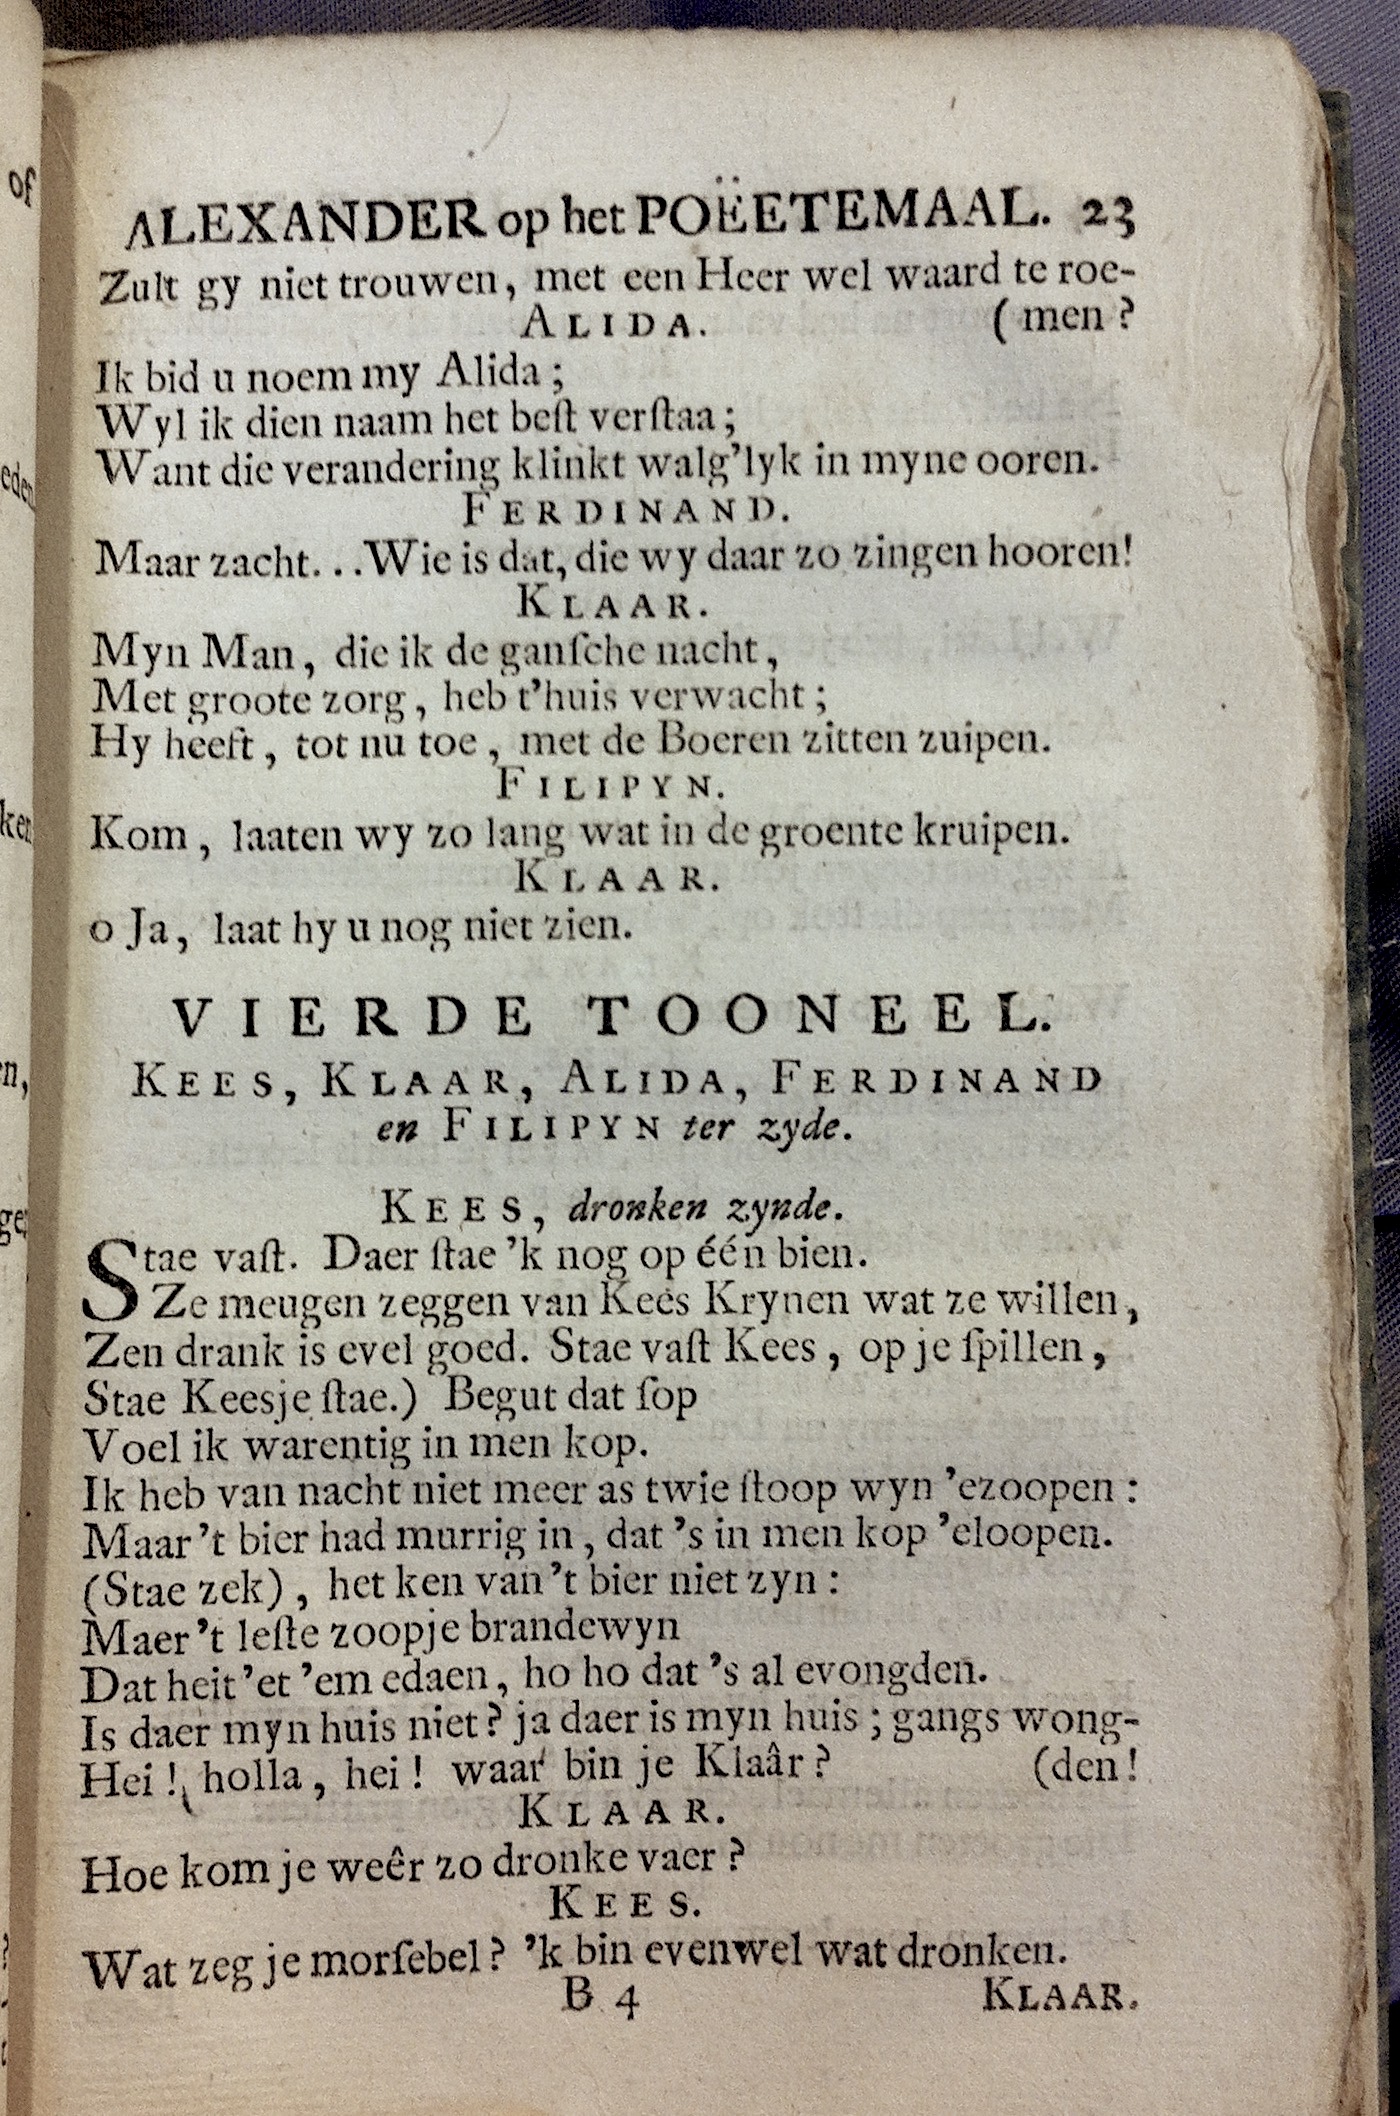 ALEXANDER op het POËETEMAAL. 23
Zult gy niet trouwen, met een Heer wel waard te roe-
ALIDA. (men?
Ik bid u noem my Alida;
Wyl ik dien naam het beſt verſtaa;
Want die verandering klinkt walg'lyk in myne ooren.
FERDINAND.
Maar zacht...Wie is dat, die wy daar zo zingen hooren!
KLAAR.
Myn Man, die ik de ganſche nacht,
Met groote zorg, heb t'huis verwacht;
Hy heeft, tot nu toe, met de Boeren zitten zuipen.
FILIPYN.
Kom, laaten wy zo lang wat in de groente kruipen.
KLAAR.
o Ja, laat hy u nog niet zien.
VIERDE TOONEEL.
KEES, KLAAR, ALIDA, FERDINAND
en FILIPYN ter zyde.
KEES, dronken zynde.
Stae vaſt. Daer ſtae 'k nog op één bien.
Ze meugen zeggen van Kees Krynen wat ze willen,
Zen drank is evel goed. Stae vaſt Kees, op je ſpillen,
Stae Keesje ſtae.) Begut dat ſop
Voel ik warentig in men kop.
Ik heb van nacht niet meer as twie ſtoop wyn 'ezoopen:
Maar 't bier had murrig in, dat 's in men kop 'eloopen.
(Stae zek), het ken van 't bier niet zyn:
Maer 't leſte zoopje brandewyn
Dat heit 'et 'em edaen, ho ho dat 's al evongden.
Is daer myn huis niet? ja daer is myn huis; gangs wong-
Hei! holla, hei! waar bin je Klaâr? (den!
KLAAR.
Hoe kom je weêr zo dronke vaer?
KEES.
Wat zeg je morſebel? 'k bin evenwel wat dronken.
B 4 KLAAR.
of
eden
ken